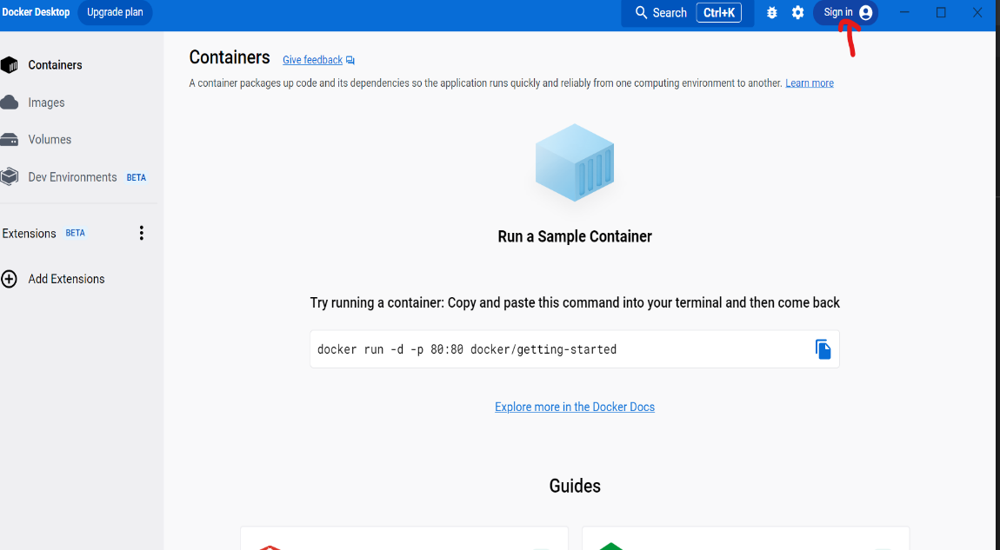 Docker Desktop Upgrade plan Search Ctrl+K Sign in
Containers
Images
Volumes
Dev Environments BETA
Extensions BETA
Add Extensions
Containers Give feedback
A container packages up code and its dependencies so the application runs quickly and reliably from one computing environment to another. Learn more
Run a Sample Container
Try running a container: Copy and paste this command into your terminal and then come back
docker run -d -p 80:80 docker/getting-started
Explore more in the Docker Docs
Guides